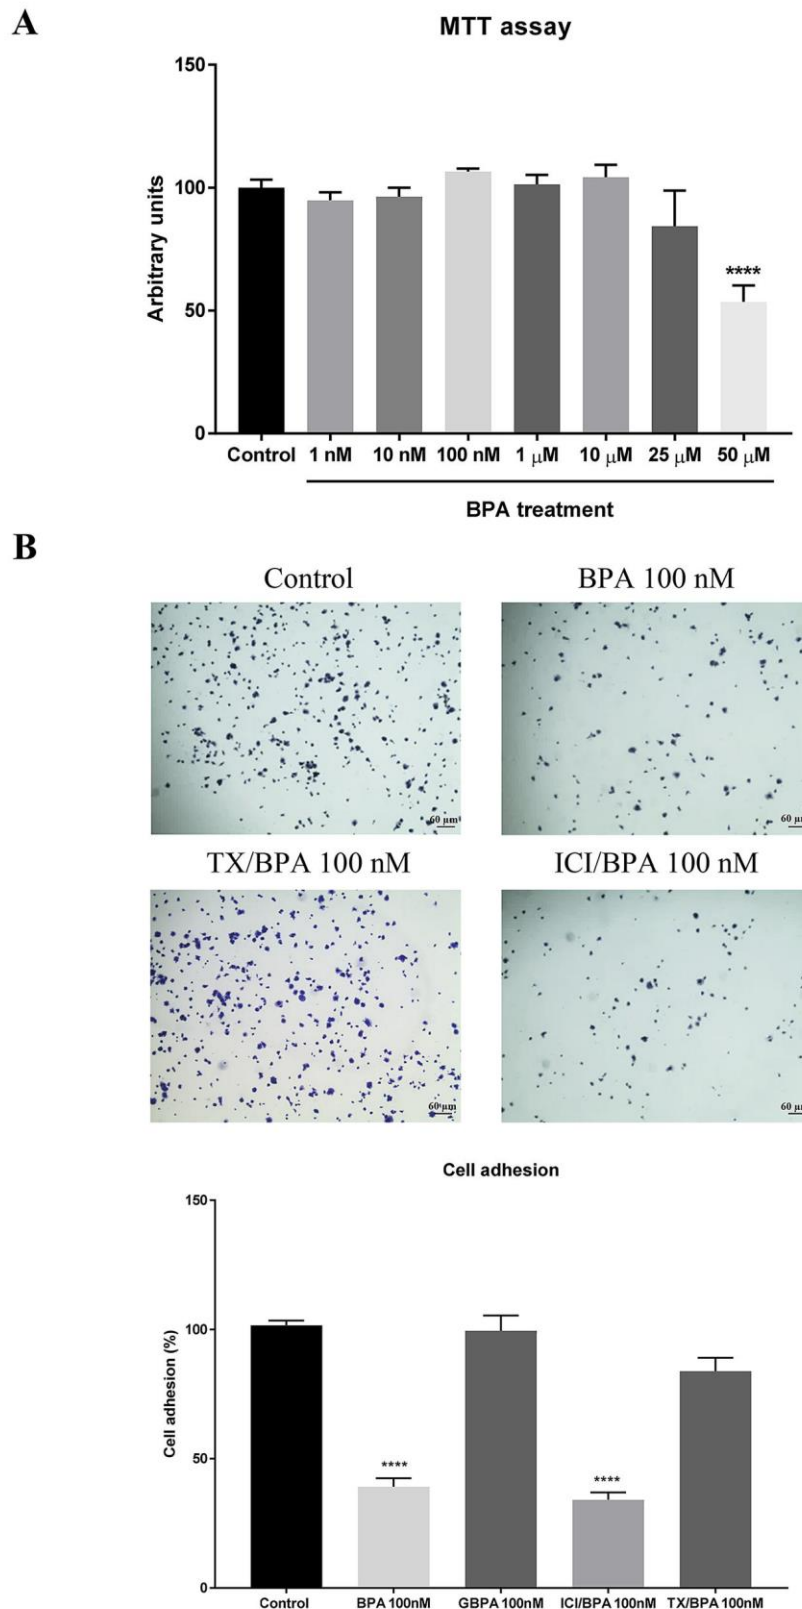 A
MTT assay
150
100
50
0
Arbitrary units
****
Control 1 nM 10 nM 100 nM 1 μM 10 μM 25 μM 50 μM
BPA treatment
B
Control BPA 100 nM
60 μm 60 μm
TX/BPA 100 nM ICI/BPA 100 nM
60 μm 60 μm
Cell adhesion
150
100
50
0
Cell adhesion (%)
**** ****
Control BPA 100nM GBPA 100nM ICI/BPA 100nM TX/BPA 100nM